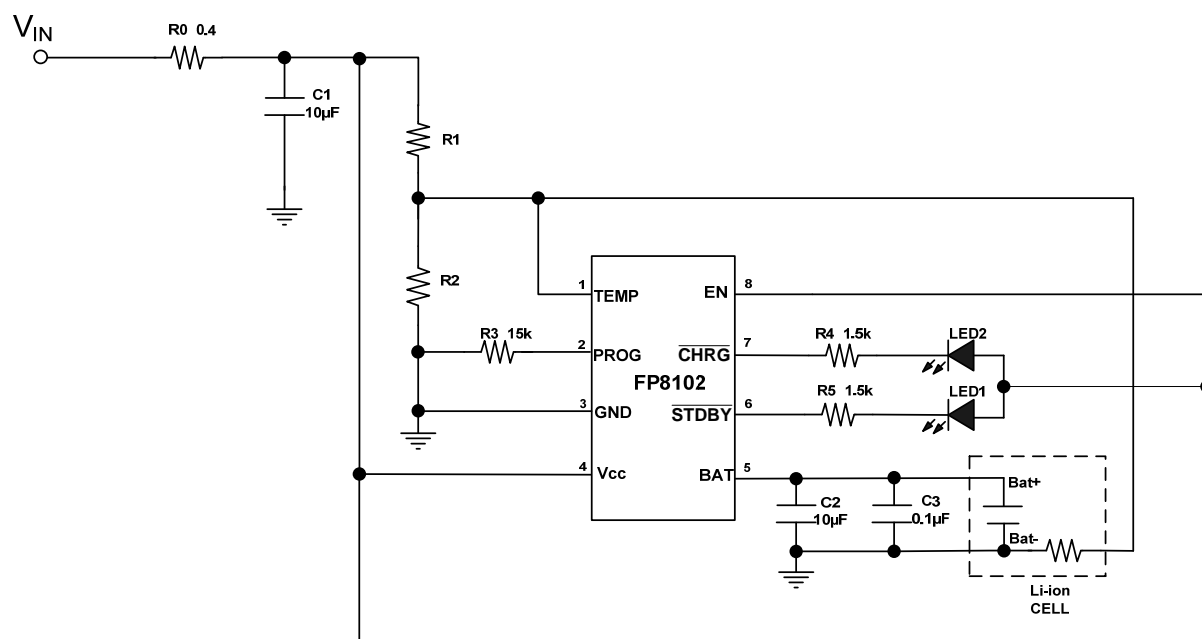 VIN
R0 0.4
C1
10µF
R1
R2
R3 15k
1
TEMP
2
PROG
3
GND
4
Vcc
FP8102
EN
8
CHRG
7
STDBY
6
BAT
5
R4 1.5k
LED2
R5 1.5k
LED1
C2
10µF
C3
0.1µF
Bat+
Bat-
Li-ion
CELL